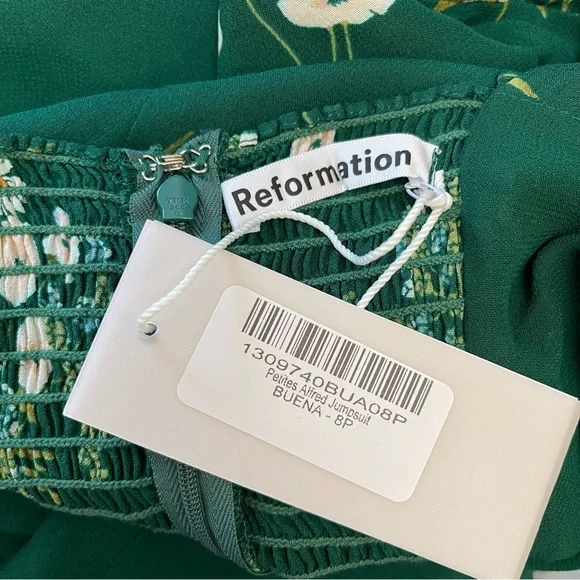 Reformation
1309740BUA08P
Petites Alfred Jumpsuit
BUENA - 8P